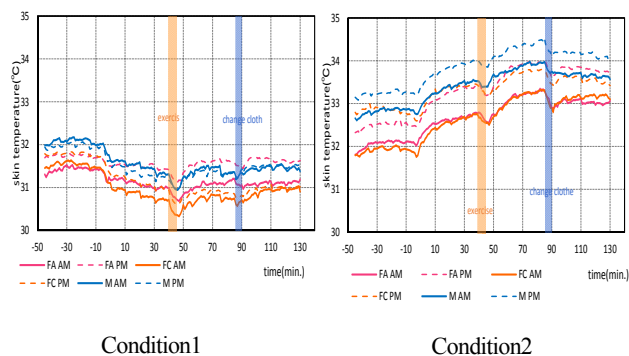 skin temperature(℃)
35
34
33
32
31
30
exercis
change cloth
-50 -30 -10 10 30 50 70 90 110 130
time(min.)
FA AM FA PM FC AM
FC PM M AM M PM
Condition1
skin temperature(℃)
35
34
33
32
31
30
exercise
change clothe
-50 -30 -10 10 30 50 70 90 110 130
time(min.)
FA AM FA PM FC AM
FC PM M AM M PM
Condition2